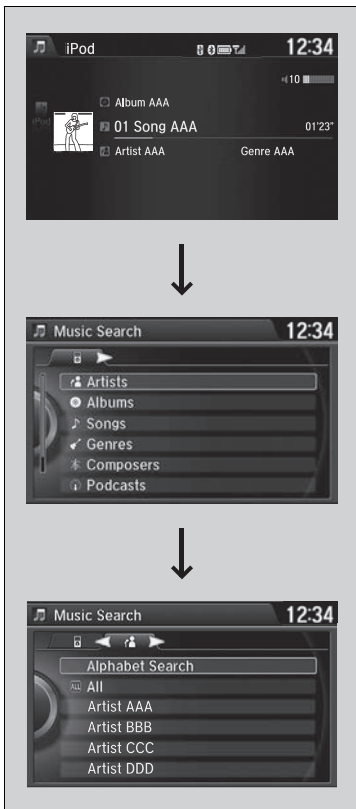 iPod 12:34
10
Album AAA
iPod
01 Song AAA 01'23"
Artist AAA Genre AAA
Music Search 12:34
Artists
Albums
Songs
Genres
Composers
Podcasts
Music Search 12:34
Alphabet Search
ALL All
Artist AAA
Artist BBB
Artist CCC
Artist DDD